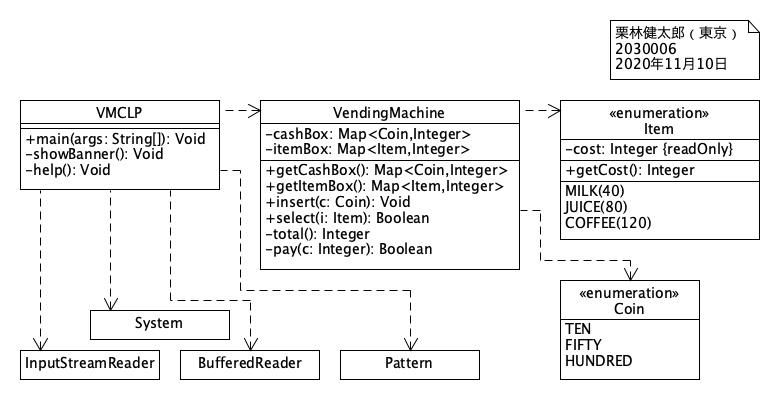 栗林健太郎（東京）
2030006
2020年11月10日
VMCLP
+main(args: String[]): Void
-showBanner(): Void
-help(): Void
VendingMachine
-cashBox: Map<Coin,Integer>
-itemBox: Map<Item,Integer>
+getCashBox(): Map<Coin,Integer>
+getItemBox(): Map<Item,Integer>
+insert(c: Coin): Void
+select(i: Item): Boolean
-total(): Integer
-pay(c: Integer): Boolean
«enumeration»
Item
-cost: Integer {readOnly}
+getCost(): Integer
MILK(40)
JUICE(80)
COFFEE(120)
«enumeration»
Coin
TEN
FIFTY
HUNDRED
System
InputStreamReader
BufferedReader
Pattern